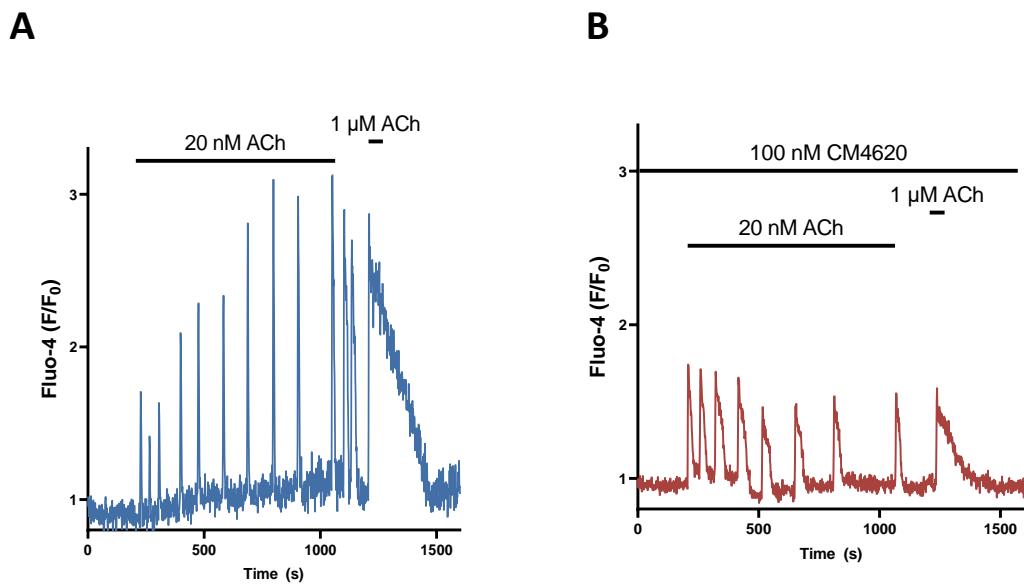 A
1 µM ACh
20 nM ACh
3
2
1
Fluo-4 (F/F0)
0
500
1000
1500
Time (s)
B
100 nM CM4620
1 µM ACh
20 nM ACh
3
2
1
Fluo-4 (F/F0)
0
500
1000
1500
Time (s)